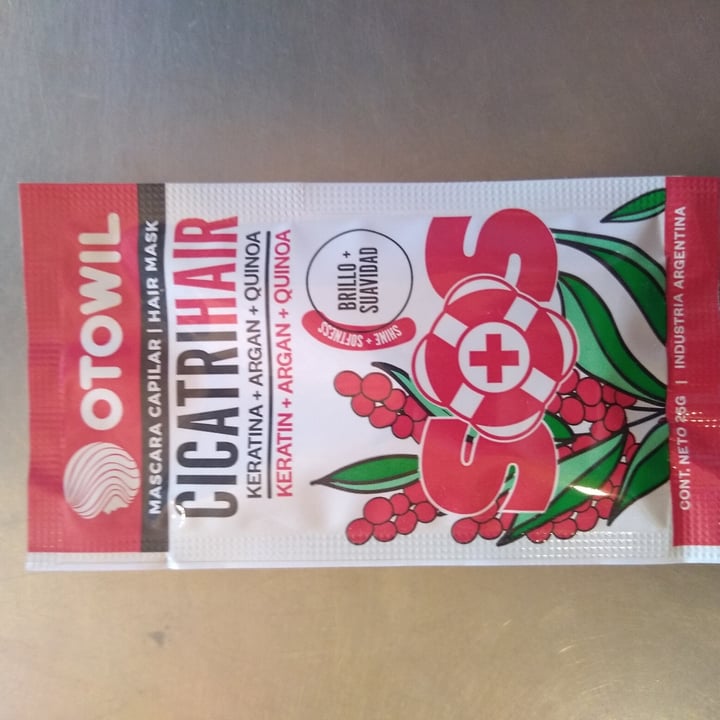 OTOWIL
MASCARA CAPILAR | HAIR MASK
CICATRIHAIR
KERATINA + ARGAN + QUINOA
KERATIN + ARGAN + QUINOA
BRILLO +
SUAVIDAD
SHINE + SOFTNESS
SOS
CONT. NETO 25G | INDUSTRIA ARGENTINA